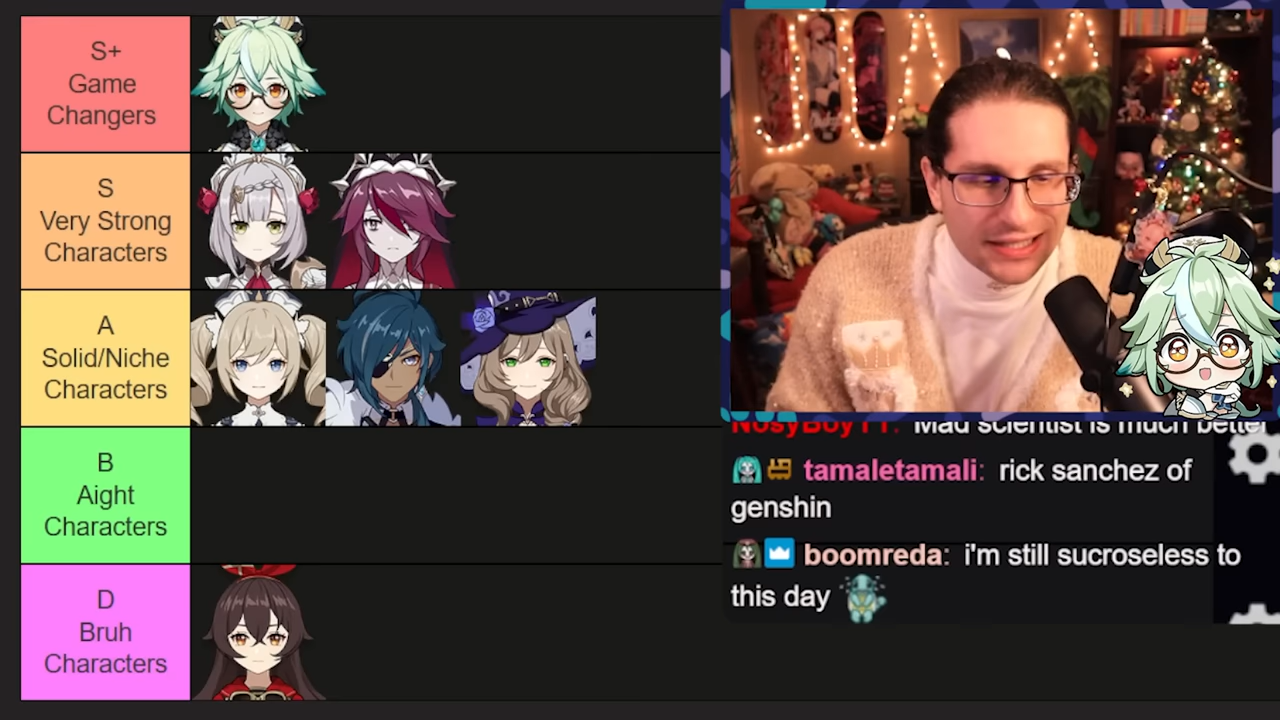 S+
Game
Changers
S
Very Strong
Characters
A
Solid/Niche
Characters
B
Aight
Characters
D
Bruh
Characters
NosyBoyTT: Mad scientist is much better
tamaletamali: rick sanchez of
genshin
boomreda: i'm still sucroseless to
this day